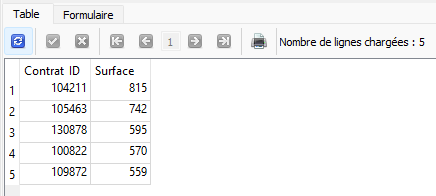 Table Formulaire
1 Nombre de lignes chargées : 5
Contrat ID Surface
1 104211 815
2 105463 742
3 130878 595
4 100822 570
5 109872 559